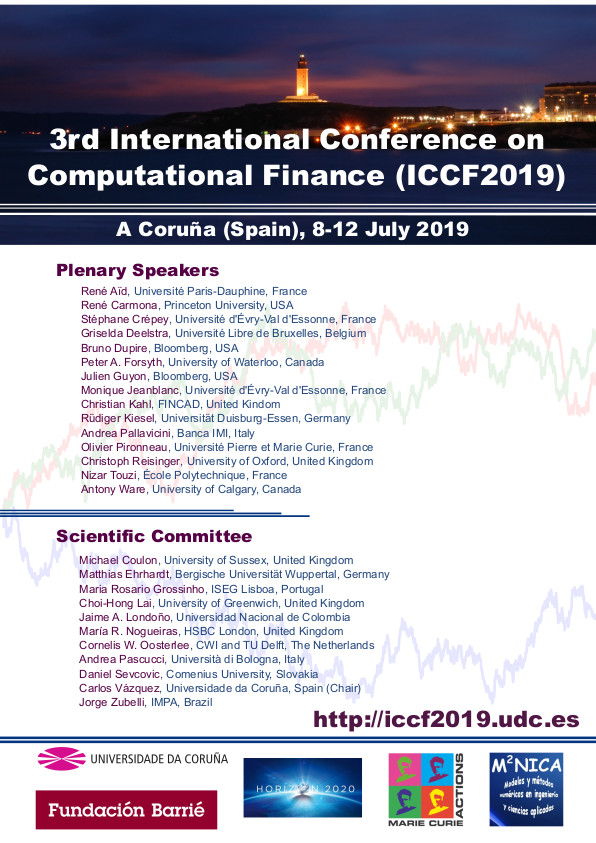 3rd International Conference on
Computational Finance (ICCF2019)
A Coruña (Spain), 8-12 July 2019
Plenary Speakers
René Aïd, Université Paris-Dauphine, France
René Carmona, Princeton University, USA
Stéphane Crépey, Université d'Évry-Val d'Essonne, France
Griselda Deelstra, Université Libre de Bruxelles, Belgium
Bruno Dupire, Bloomberg, USA
Peter A. Forsyth, University of Waterloo, Canada
Julien Guyon, Bloomberg, USA
Monique Jeanblanc, Université d'Évry-Val d'Essonne, France
Christian Kahl, FINCAD, United Kindom
Rüdiger Kiesel, Universität Duisburg-Essen, Germany
Andrea Pallavicini, Banca IMI, Italy
Olivier Pironneau, Université Pierre et Marie Curie, France
Christoph Reisinger, University of Oxford, United Kingdom
Nizar Touzi, École Polytechnique, France
Antony Ware, University of Calgary, Canada
Scientific Committee
Michael Coulon, University of Sussex, United Kingdom
Matthias Ehrhardt, Bergische Universität Wuppertal, Germany
Maria Rosario Grossinho, ISEG Lisboa, Portugal
Choi-Hong Lai, University of Greenwich, United Kingdom
Jaime A. Londoño, Universidad Nacional de Colombia
María R. Nogueiras, HSBC London, United Kingdom
Cornelis W. Oosterlee, CWI and TU Delft, The Netherlands
Andrea Pascucci, Università di Bologna, Italy
Daniel Sevcovic, Comenius University, Slovakia
Carlos Vázquez, Universidade da Coruña, Spain (Chair)
Jorge Zubelli, IMPA, Brazil
http://iccf2019.udc.es
UNIVERSIDADE DA CORUÑA
Fundación Barrié
HORIZON 2020
MARIE CURIE ACTIONS
M²NICA
Modelos y métodos
numéricos en ingeniería
y ciencias aplicadas